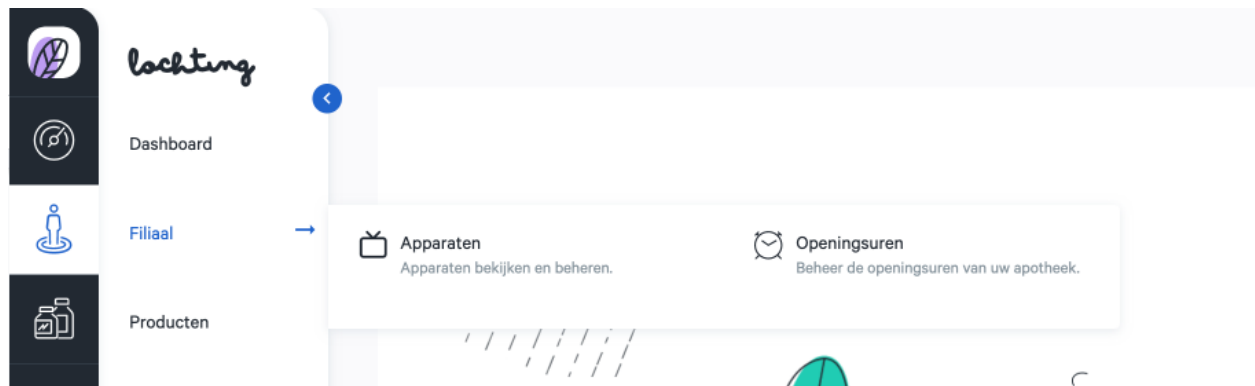 lochting
Dashboard
Filiaal
Apparaten
Apparaten bekijken en beheren.
Openingsuren
Beheer de openingsuren van uw apotheek.
Producten